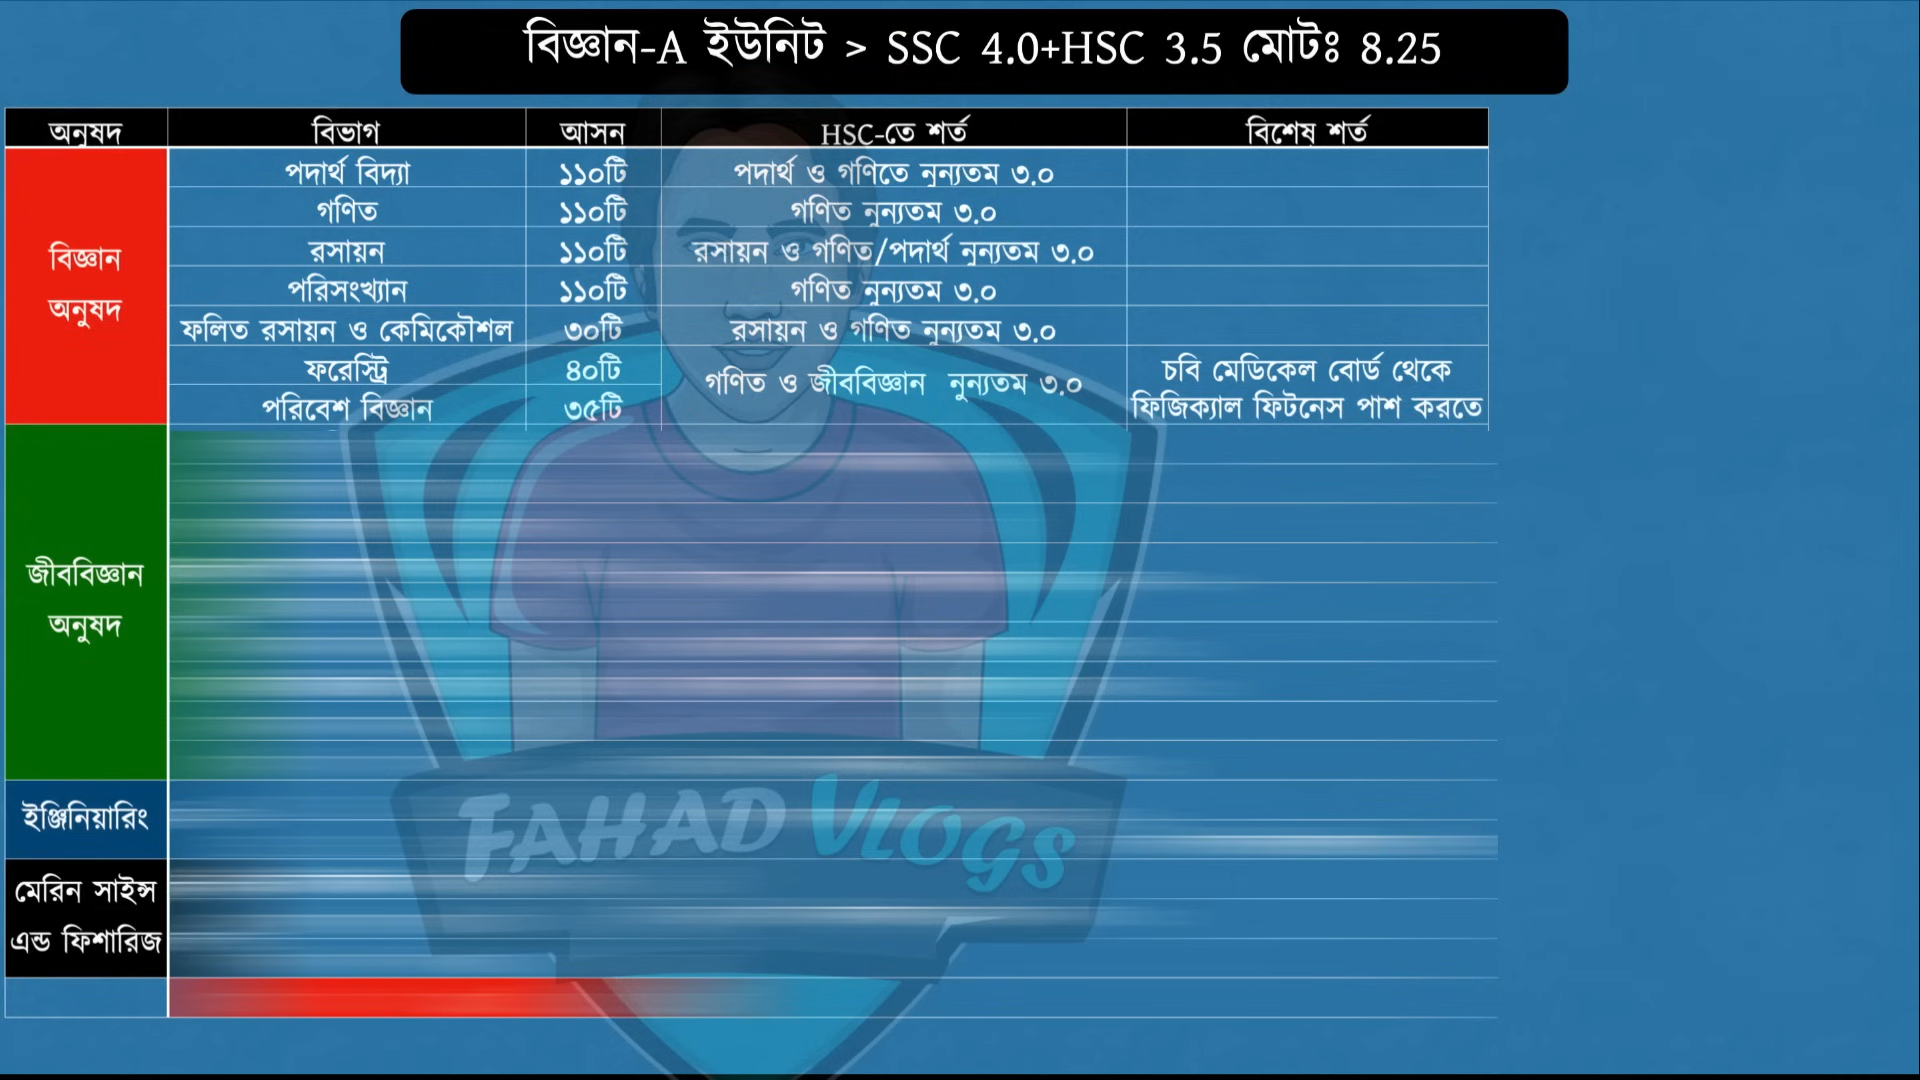 বিজ্ঞান-A ইউনিট > SSC 4.0+HSC 3.5 মোটঃ 8.25
অনুষদ বিভাগ আসন HSC-তে শর্ত বিশেষ শর্ত
বিজ্ঞান
অনুষদ
পদার্থ বিদ্যা ১১০টি পদার্থ ও গণিতে নুন্যতম ৩.০
গণিত ১১০টি গণিত নুন্যতম ৩.০
রসায়ন ১১০টি রসায়ন ও গণিত/পদার্থ নুন্যতম ৩.০
পরিসংখ্যান ১১০টি গণিত নুন্যতম ৩.০
ফলিত রসায়ন ও কেমিকৌশল ৩০টি রসায়ন ও গণিত নুন্যতম ৩.০
ফরেস্ট্রি ৪০টি
পরিবেশ বিজ্ঞান ৩৫টি
গণিত ও জীববিজ্ঞান নুন্যতম ৩.০
চবি মেডিকেল বোর্ড থেকে
ফিজিক্যাল ফিটনেস পাশ করতে
জীববিজ্ঞান
অনুষদ
ইঞ্জিনিয়ারিং
মেরিন সাইন্স
এন্ড ফিশারিজ
FAHAD VLOGS